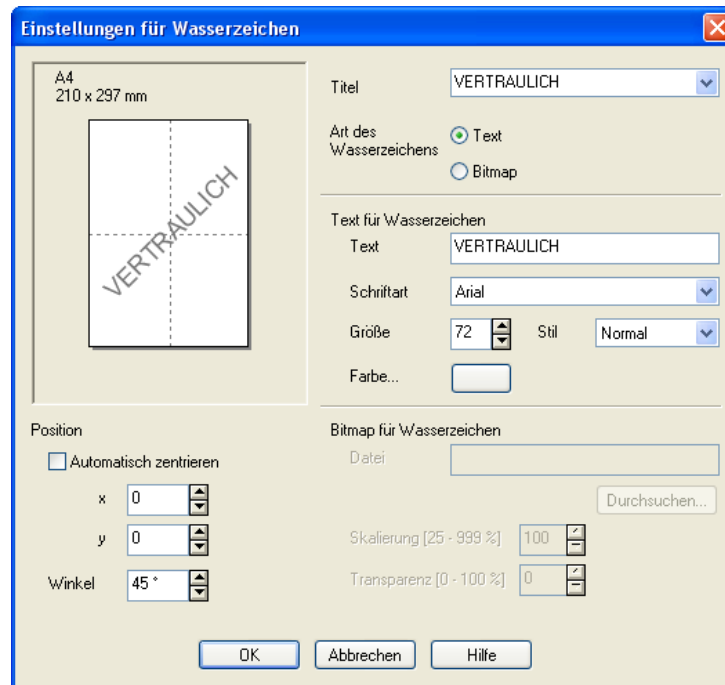 Einstellungen für Wasserzeichen
A4
210 x 297 mm
VERTRAULICH
Titel
VERTRAULICH
Art des
Wasserzeichens
Text
Bitmap
Text für Wasserzeichen
Text
VERTRAULICH
Schriftart
Arial
Größe
72
Stil
Normal
Farbe...
Position
Automatisch zentrieren
x
0
y
0
Winkel
45 °
Bitmap für Wasserzeichen
Datei
Durchsuchen...
Skalierung [25 - 999 %]
100
Transparenz [0 - 100 %]
0
OK
Abbrechen
Hilfe